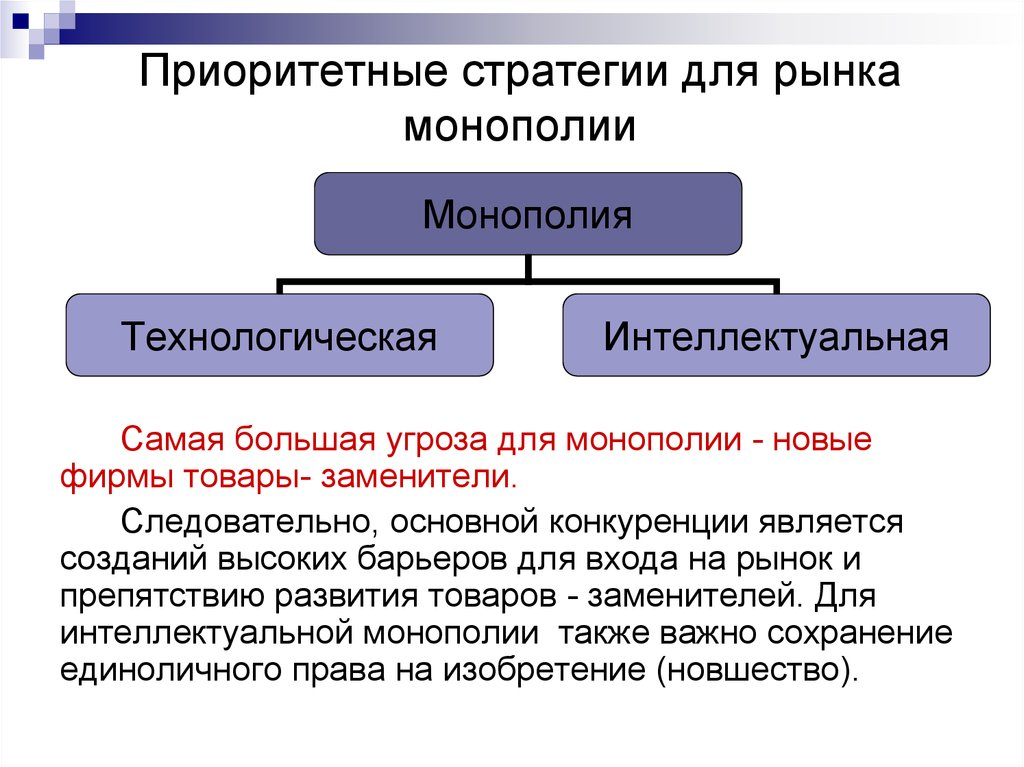 Приоритетные стратегии для рынка
монополии
Монополия
Технологическая
Интеллектуальная
Самая большая угроза для монополии - новые
фирмы товары- заменители.
Следовательно, основной конкуренции является
созданий высоких барьеров для входа на рынок и
препятствию развития товаров - заменителей. Для
интеллектуальной монополии  также важно сохранение
единоличного права на изобретение (новшество).